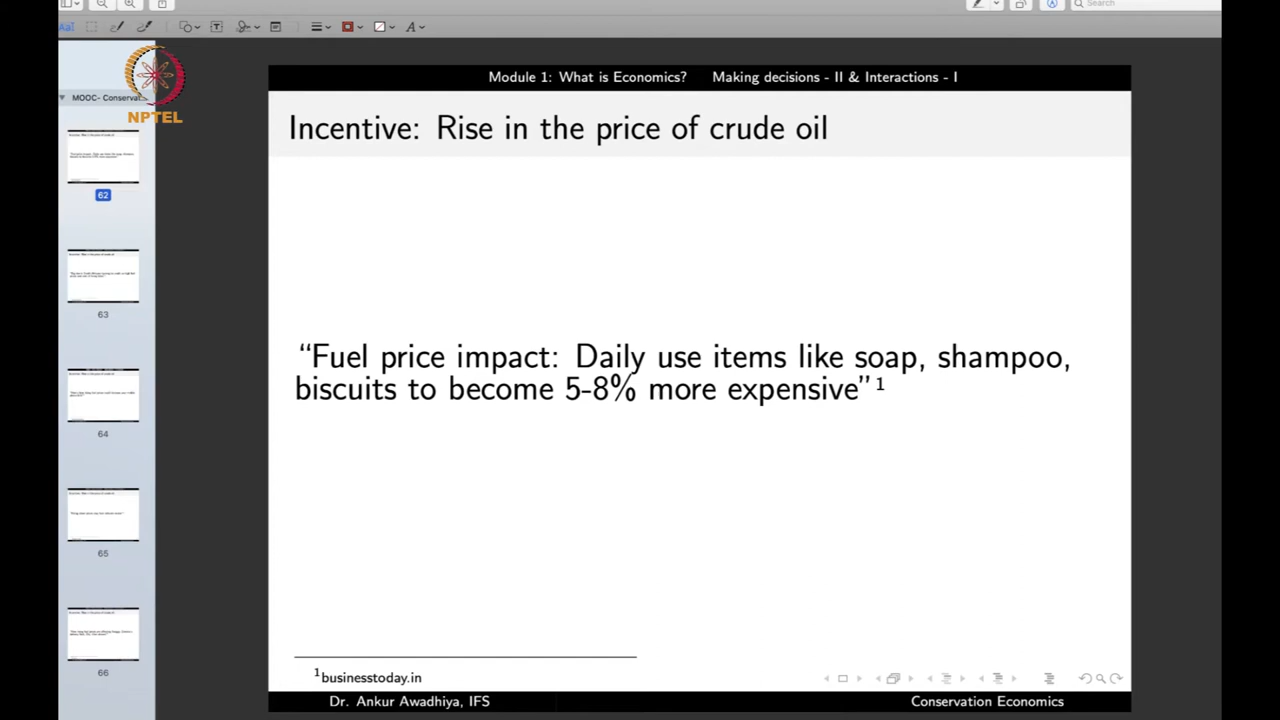 Search
NPTEL
MOOC- Conservat...
62
63
64
65
66
Module 1: What is Economics? Making decisions - II & Interactions - I
Incentive: Rise in the price of crude oil
“Fuel price impact: Daily use items like soap, shampoo,
biscuits to become 5-8% more expensive”1
1businesstoday.in
Dr. Ankur Awadhiya, IFS Conservation Economics